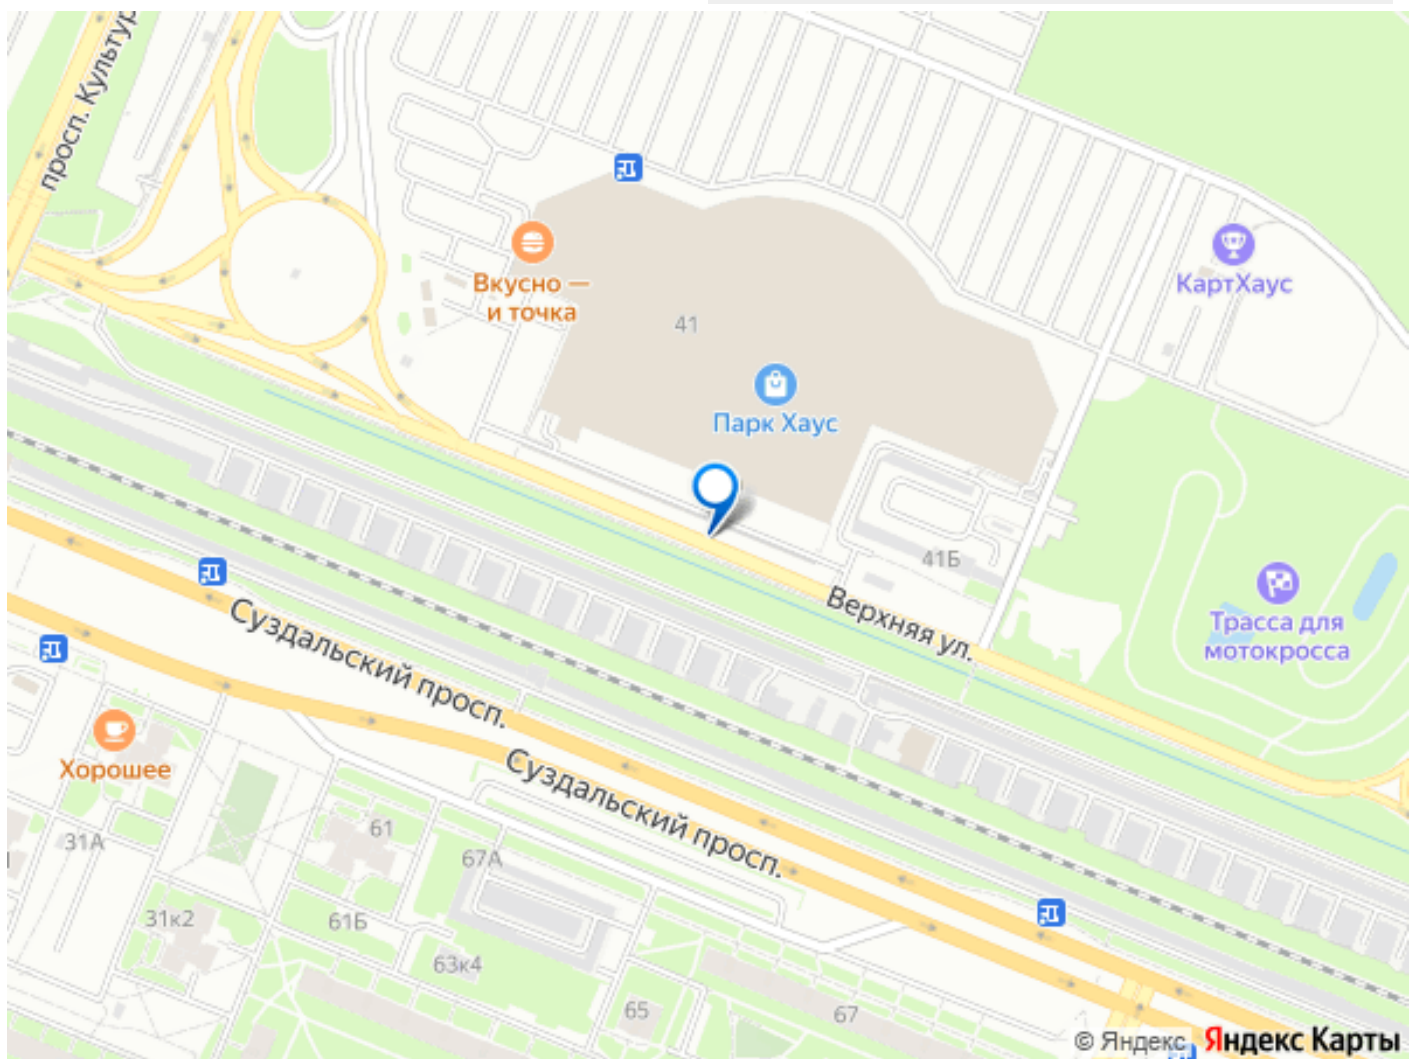 просп. Культур
Вкусно —
и точка
41
КартХаус
Парк Хаус
41Б
Верхняя ул.
Трасса для
мотокросса
Суздальский просп.
Хорошее
Суздальский просп.
31А
61
67А
31к2
61Б
63к4
65
67
© Яндекс Яндекс Карты